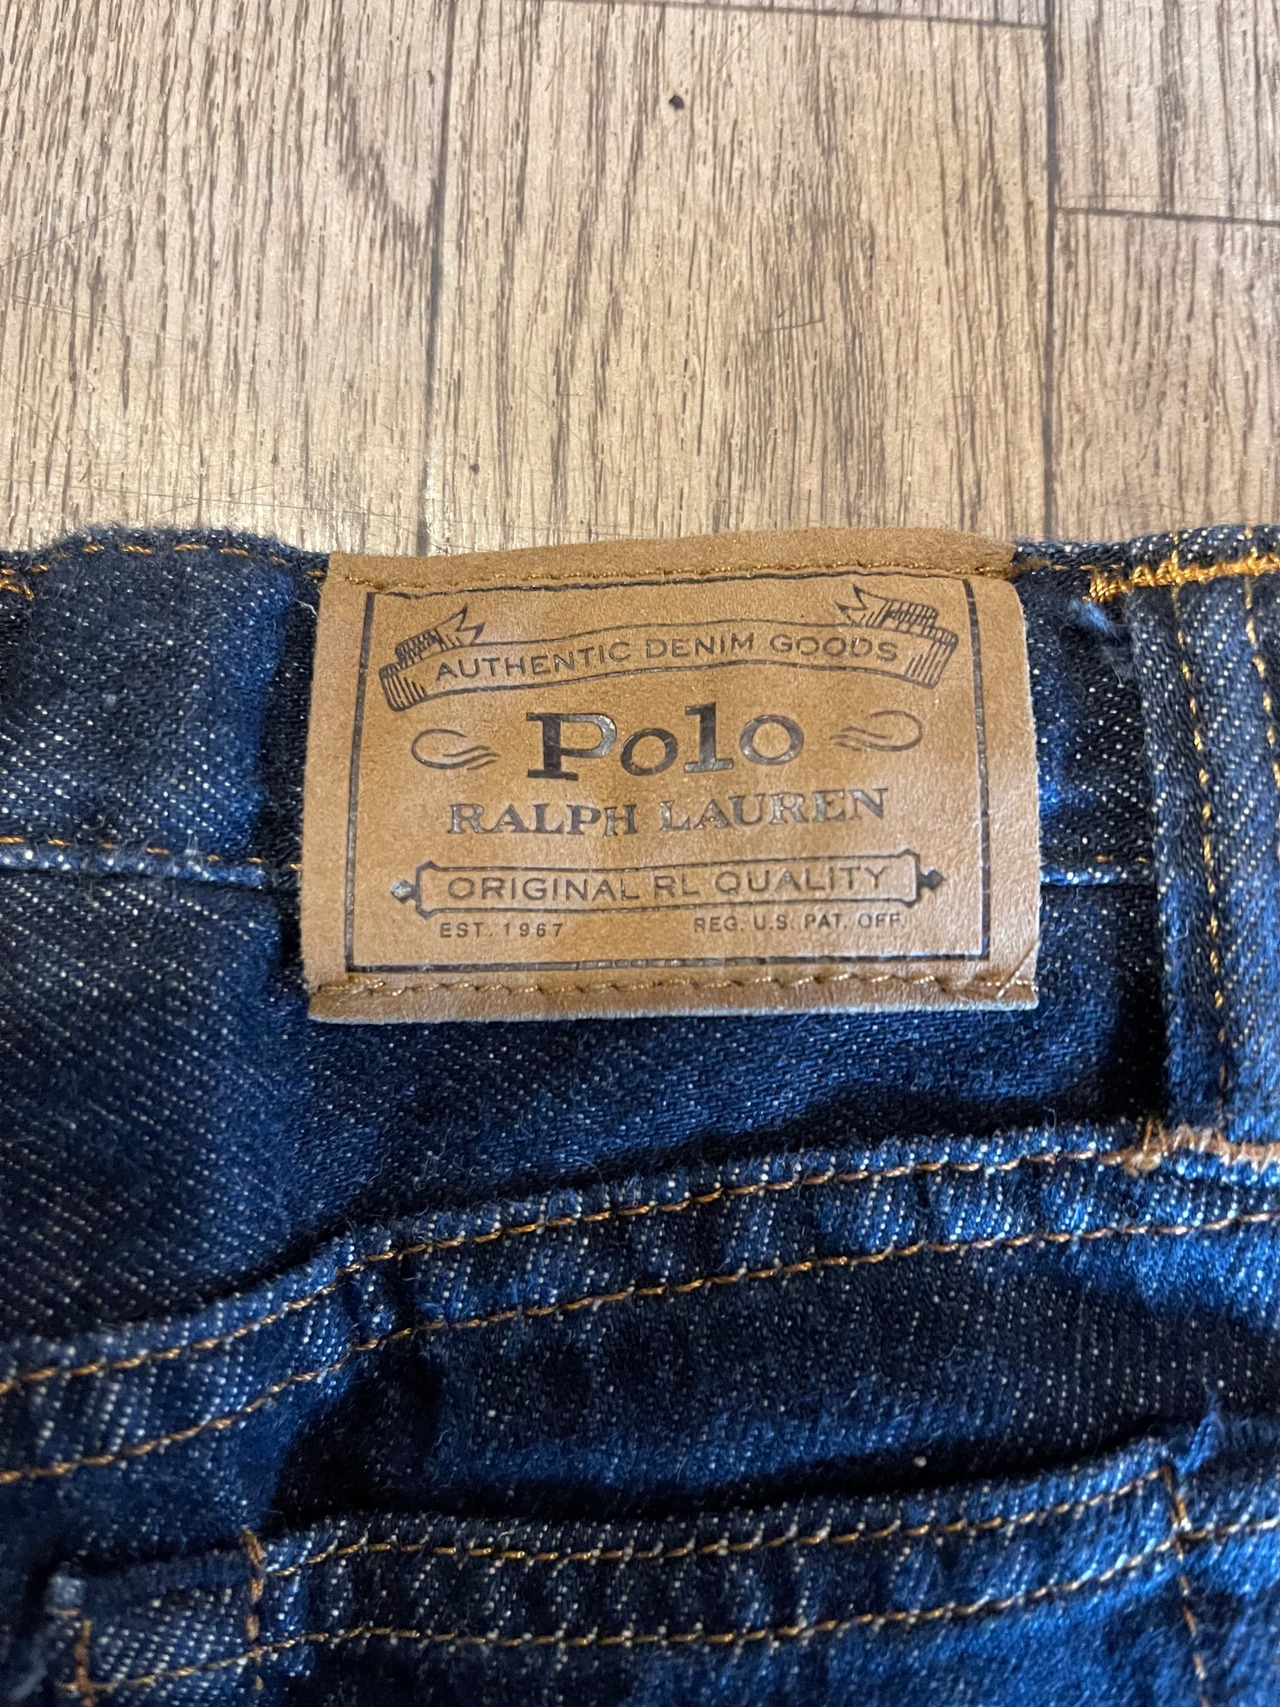 AUTHENTIC DENIM GOODS
Polo
RALPH LAUREN
ORIGINAL RL QUALITY
EST. 1967 REG. U.S. PAT. OFF.